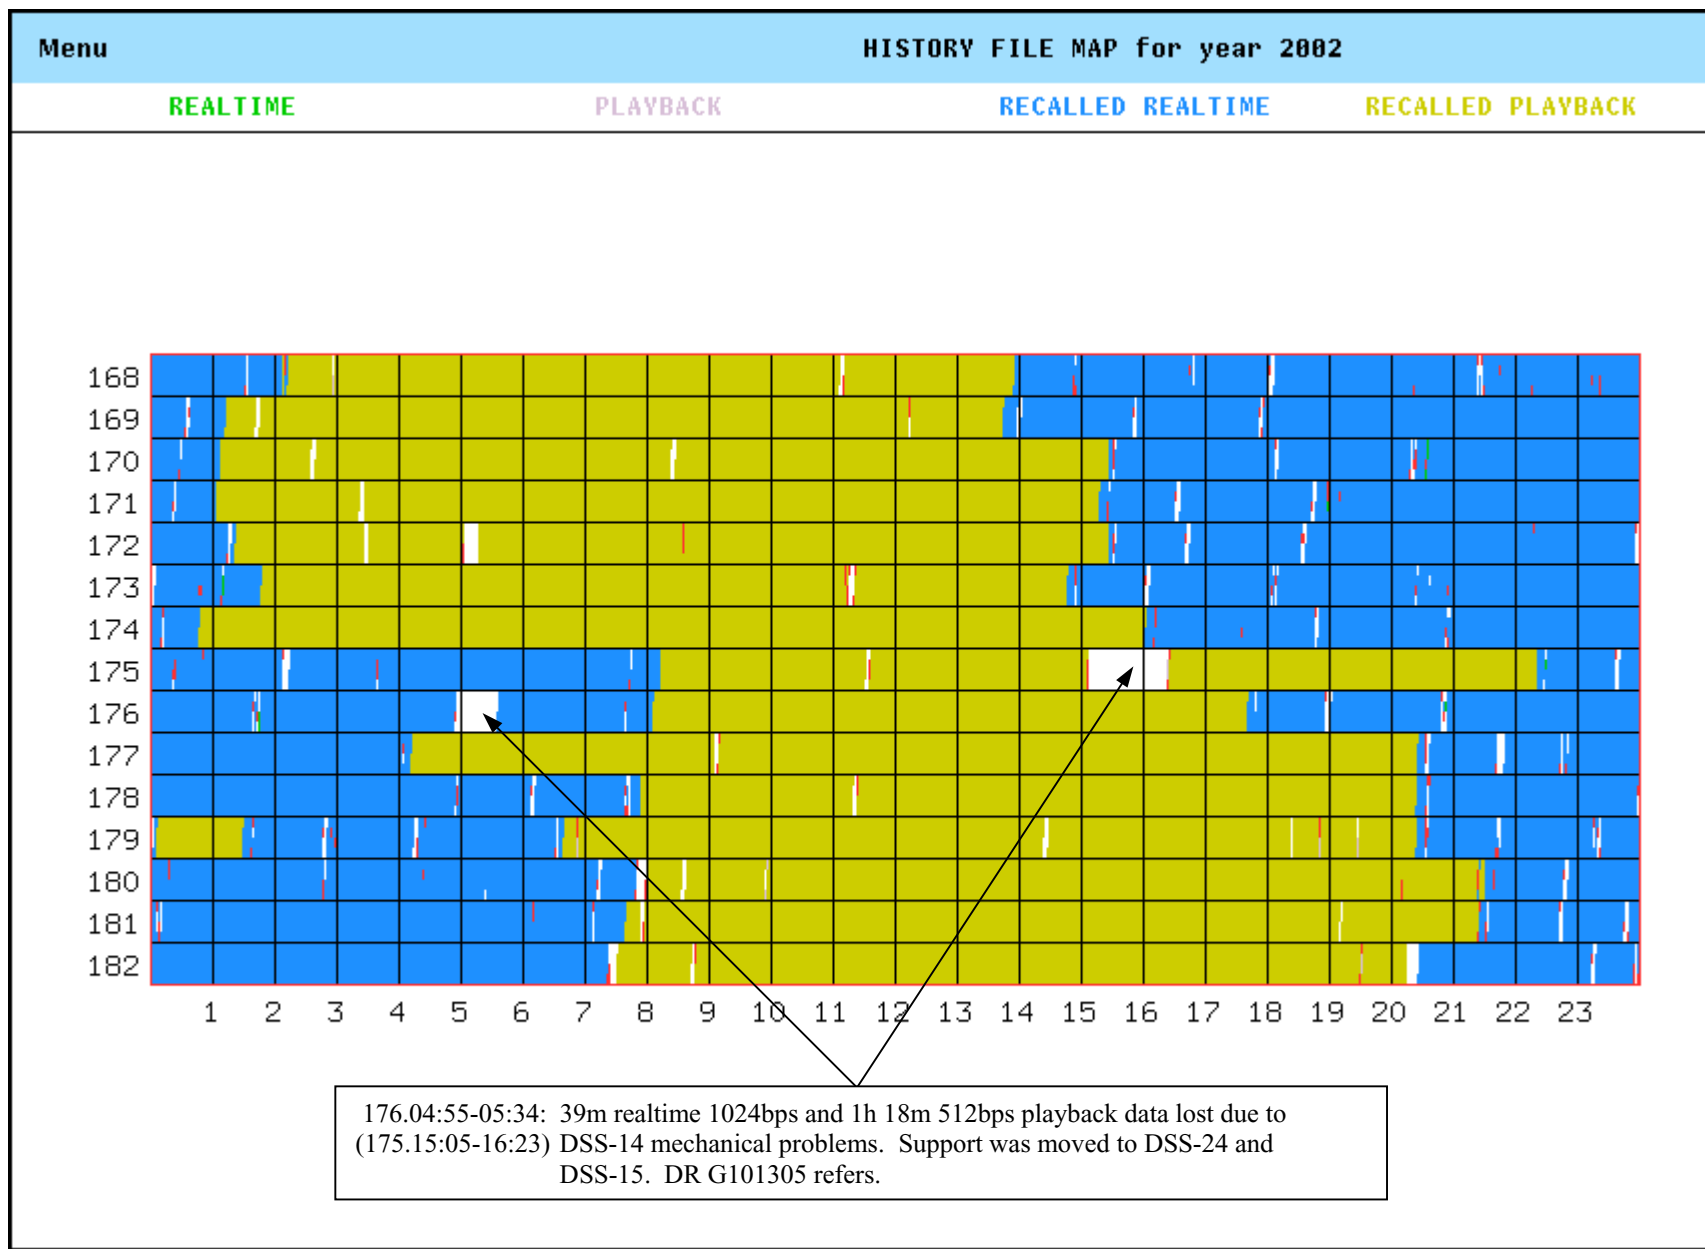 Menu HISTORY FILE MAP for year 2002
REALTIME PLAYBACK RECALLED REALTIME RECALLED PLAYBACK
168
169
170
171
172
173
174
175
176
177
178
179
180
181
182
1 2 3 4 5 6 7 8 9 10 11 12 13 14 15 16 17 18 19 20 21 22 23
176.04:55-05:34: 39m realtime 1024bps and 1h 18m 512bps playback data lost due to
(175.15:05-16:23) DSS-14 mechanical problems. Support was moved to DSS-24 and
DSS-15. DR G101305 refers.